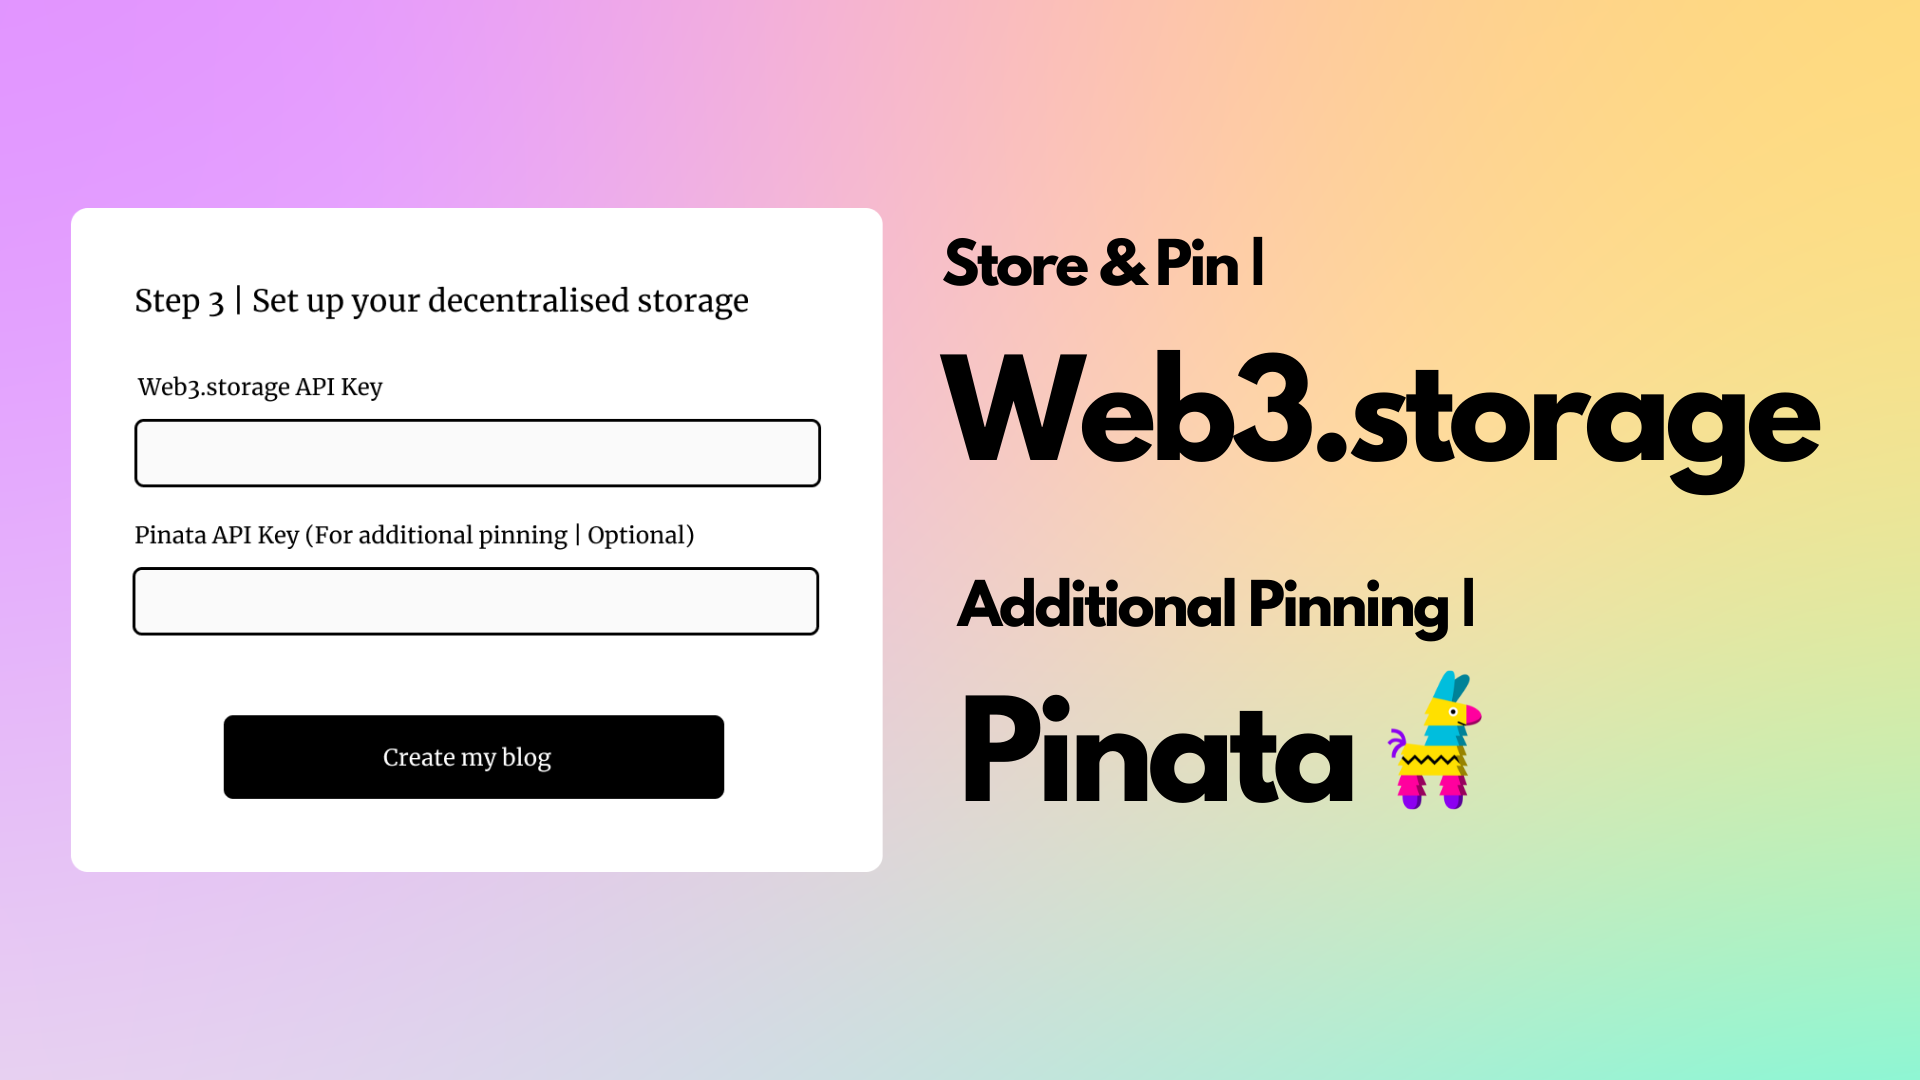 Step 3 | Set up your decentralised storage
Web3.storage API Key
Pinata API Key (For additional pinning | Optional)
Create my blog
Store & Pin |
Web3.storage
Additional Pinning |
Pinata